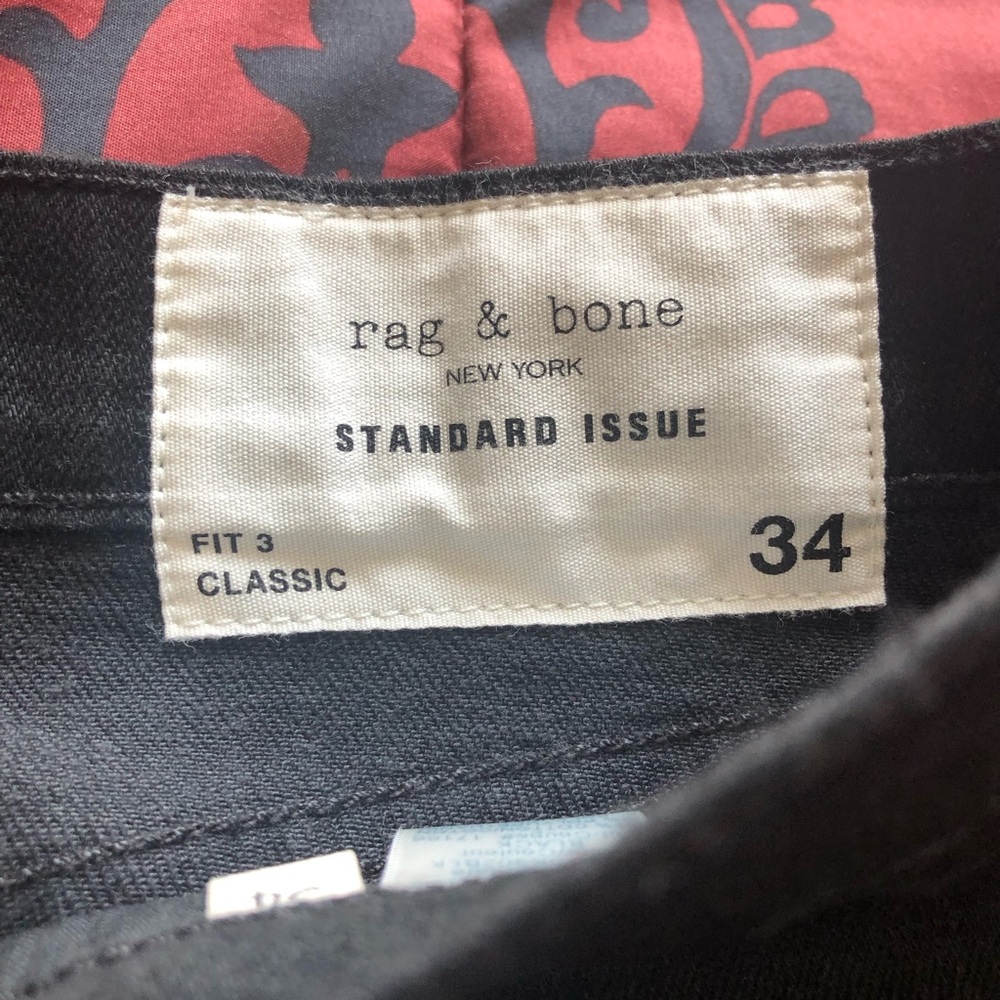 rag & bone
NEW YORK
STANDARD ISSUE
FIT 3
CLASSIC
34